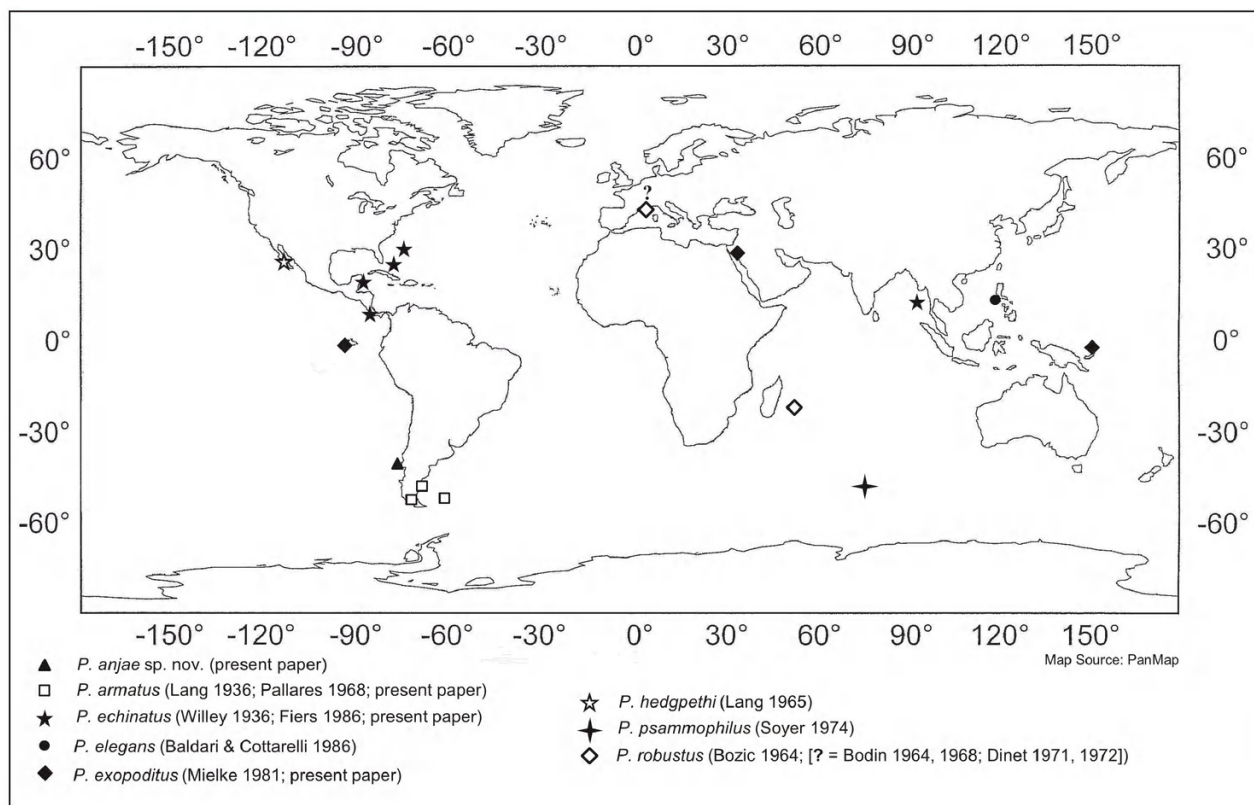 -150° -120° -90° -60° 0° 30° 60° 90° 120° 150°
60° 60°
?
30° 30°
0° 0°
-30° -30°
-60° -60°
-150° -120° -90° -60° 0° 30° 60° 90° 120° 150°
Map Source: PanMap
P. anjae sp. nov. (present paper)
P. armatus (Lang 1936; Pallares 1968; present paper)
P. echinatus (Willey 1936; Fiers 1986; present paper)
P. elegans (Baldari & Cottarelli 1986)
P. exopoditus (Mielke 1981; present paper)
P. hedgpethi (Lang 1965)
P. psammophilus (Soyer 1974)
P. robustus (Bozic 1964; [? = Bodin 1964, 1968; Dinet 1971, 1972])